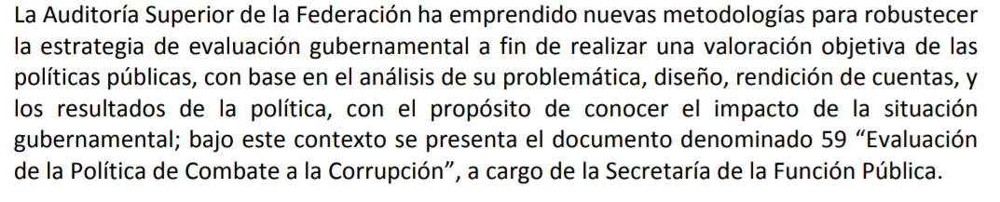 La Auditoría Superior de la Federación ha emprendido nuevas metodologías para robustecer
la estrategia de evaluación gubernamental a fin de realizar una valoración objetiva de las
políticas públicas, con base en el análisis de su problemática, diseño, rendición de cuentas, y
los resultados de la política, con el propósito de conocer el impacto de la situación
gubernamental; bajo este contexto se presenta el documento denominado 59 “Evaluación
de la Política de Combate a la Corrupción”, a cargo de la Secretaría de la Función Pública.